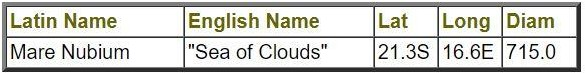 Latin Name English Name Lat Long Diam
Mare Nubium "Sea of Clouds" 21.3S 16.6E 715.0